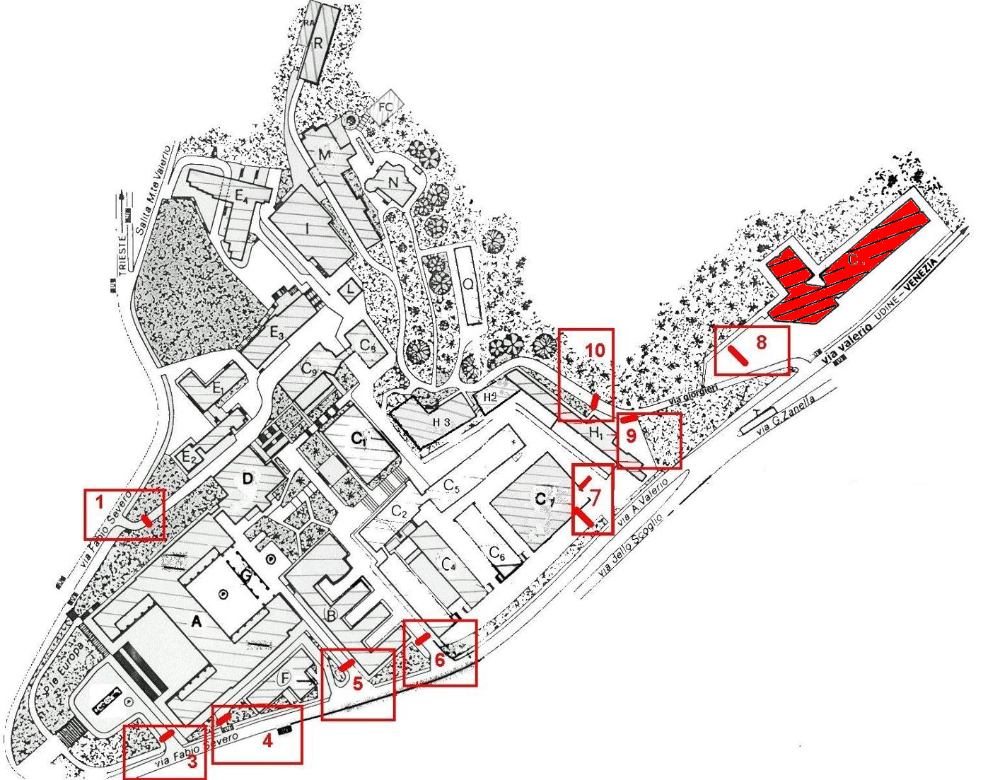 RA
R
FC
M
N
Salita M.te Valerio
E4
TRIESTE
I
L
Q
E3
C8
C9
E1
E2
H2
H3
H1
C1
D
C5
C2
C7
C6
C4
10
8
9
7
via giorgieri
via valerio
UDINE - VENEZIA
T
via G. Zanella
via A Valerio
via Jello Scoglio
1
via Fabio Severo
G
P
P
A
B
F
P.le Europa
P
6
5
4
3
via Fabio Severo